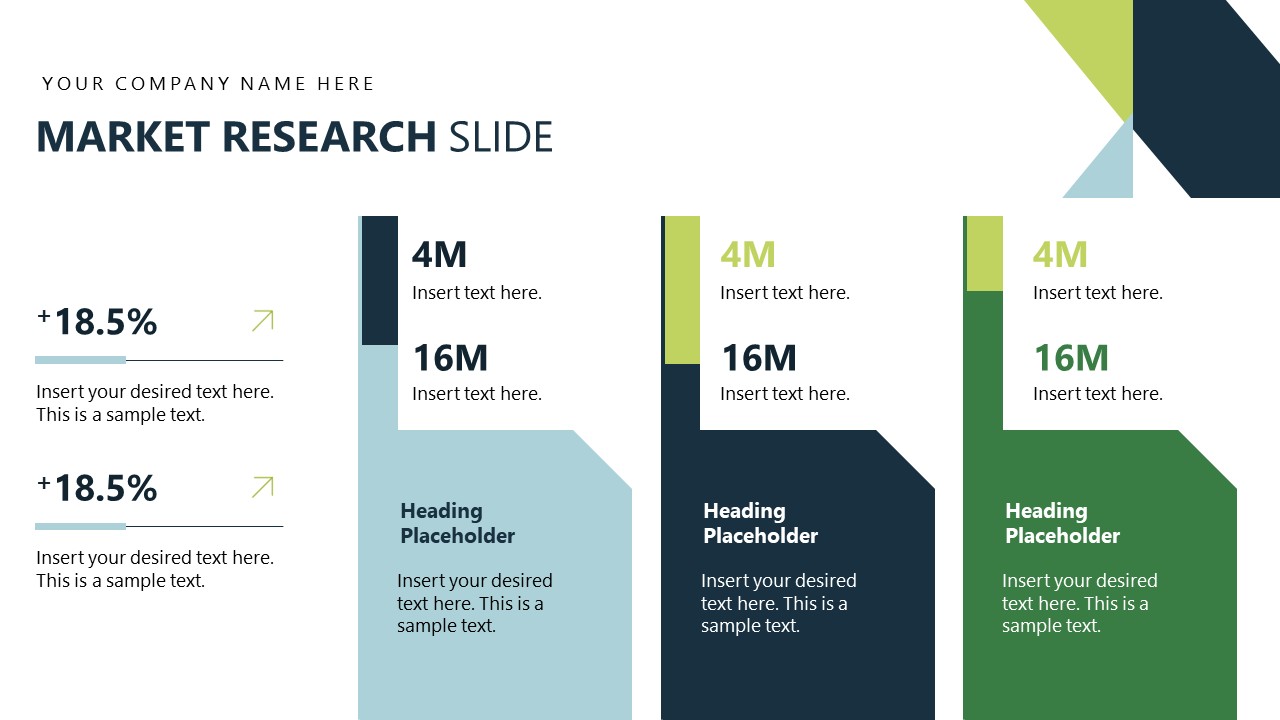 YOUR COMPANY NAME HERE
MARKET RESEARCH SLIDE
+18.5%
Insert your desired text here.
This is a sample text.
+18.5%
Insert your desired text here.
This is a sample text.
4M
Insert text here.
16M
Insert text here.
Heading
Placeholder
Insert your desired
text here. This is a
sample text.
4M
Insert text here.
16M
Insert text here.
Heading
Placeholder
Insert your desired
text here. This is a
sample text.
4M
Insert text here.
16M
Insert text here.
Heading
Placeholder
Insert your desired
text here. This is a
sample text.